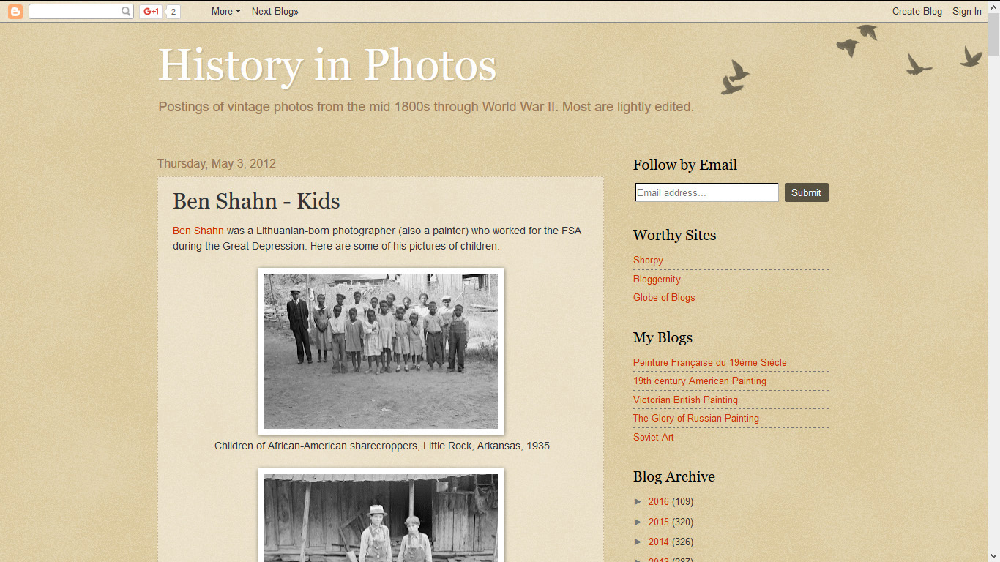 G+1 2 More Next Blog» Create Blog Sign In
History in Photos
Postings of vintage photos from the mid 1800s through World War II. Most are lightly edited.
Thursday, May 3, 2012
Ben Shahn - Kids
Ben Shahn was a Lithuanian-born photographer (also a painter) who worked for the FSA
during the Great Depression. Here are some of his pictures of children.
Children of African-American sharecroppers, Little Rock, Arkansas, 1935
Follow by Email
Email address... Submit
Worthy Sites
Shorpy
Bloggernity
Globe of Blogs
My Blogs
Peinture Française du 19ème Siècle
19th century American Painting
Victorian British Painting
The Glory of Russian Painting
Soviet Art
Blog Archive
► 2016 (109)
► 2015 (320)
► 2014 (326)
► 2013 (287)